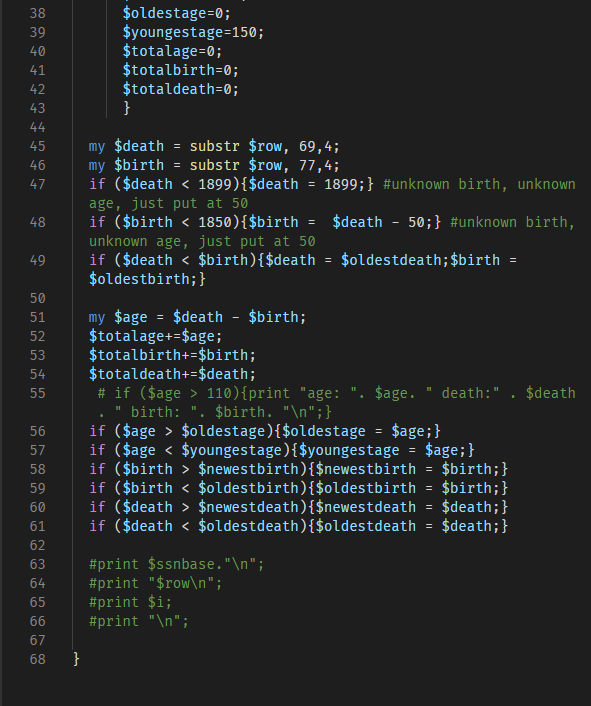 38 $oldestage=0;
39 $youngestage=150;
40 $totalage=0;
41 $totalbirth=0;
42 $totaldeath=0;
43 }
44
45 my $death = substr $row, 69,4;
46 my $birth = substr $row, 77,4;
47 if ($death < 1899){$death = 1899;} #unknown birth, unknown
age, just put at 50
48 if ($birth < 1850){$birth =  $death - 50;} #unknown birth,
unknown age, just put at 50
49 if ($death < $birth){$death = $oldestdeath;$birth =
$oldestbirth;}
50
51 my $age = $death - $birth;
52 $totalage+=$age;
53 $totalbirth+=$birth;
54 $totaldeath+=$death;
55 # if ($age > 110){print "age: ". $age. " death:" . $death
. " birth: ". $birth. "\n";}
56 if ($age > $oldestage){$oldestage = $age;}
57 if ($age < $youngestage){$youngestage = $age;}
58 if ($birth > $newestbirth){$newestbirth = $birth;}
59 if ($birth < $oldestbirth){$oldestbirth = $birth;}
60 if ($death > $newestdeath){$newestdeath = $death;}
61 if ($death < $oldestdeath){$oldestdeath = $death;}
62
63 #print $ssnbase."\n";
64 #print "$row\n";
65 #print $i;
66 #print "\n";
67
68 }